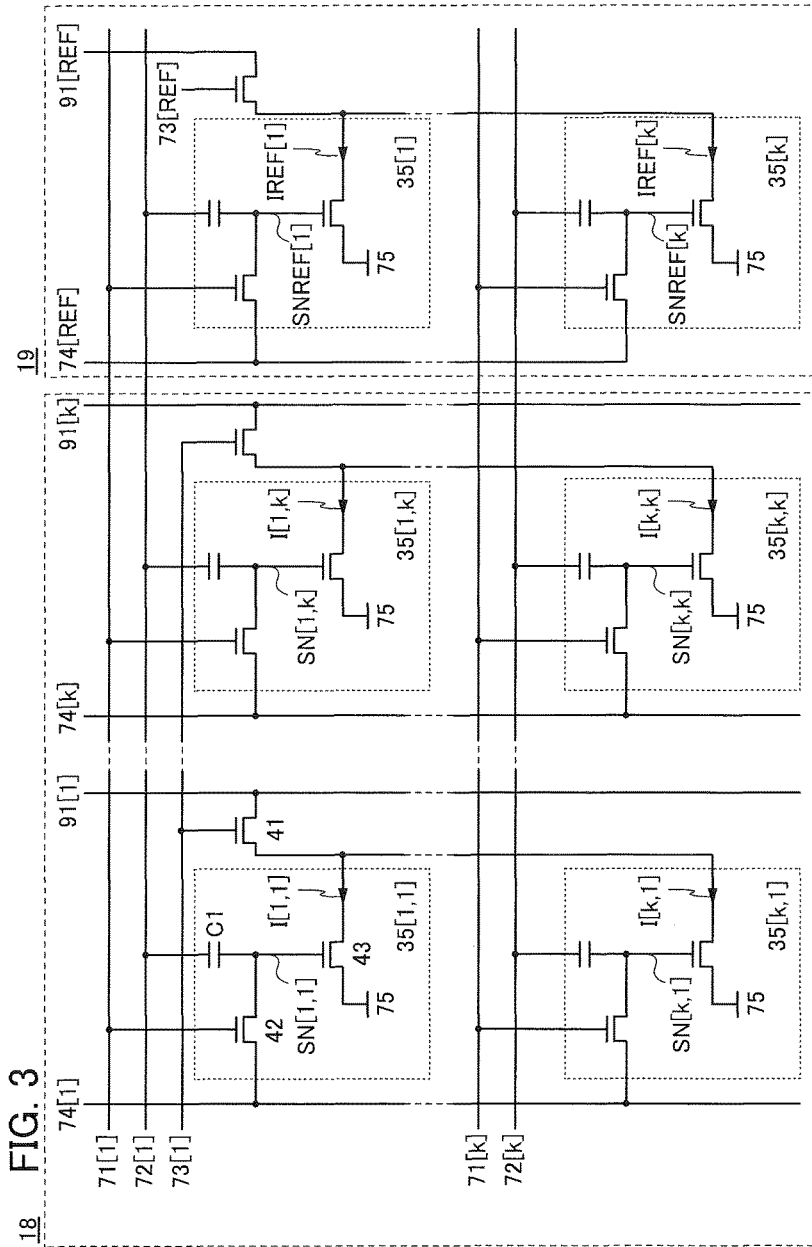 FIG. 3
18
74[1]
91[1]
74[k]
91[k]
19
74[REF]
73[REF]
91[REF]
71[1]
72[1]
73[1]
C1
42
SN[1,1]
I[1,1]
43
75
35[1,1]
41
SN[1,k]
I[1,k]
75
35[1,k]
SNREF[1]
IREF[1]
75
35[1]
71[k]
72[k]
SN[k,1]
I[k,1]
75
35[k,1]
SN[k,k]
I[k,k]
75
35[k,k]
SNREF[k]
IREF[k]
75
35[k]